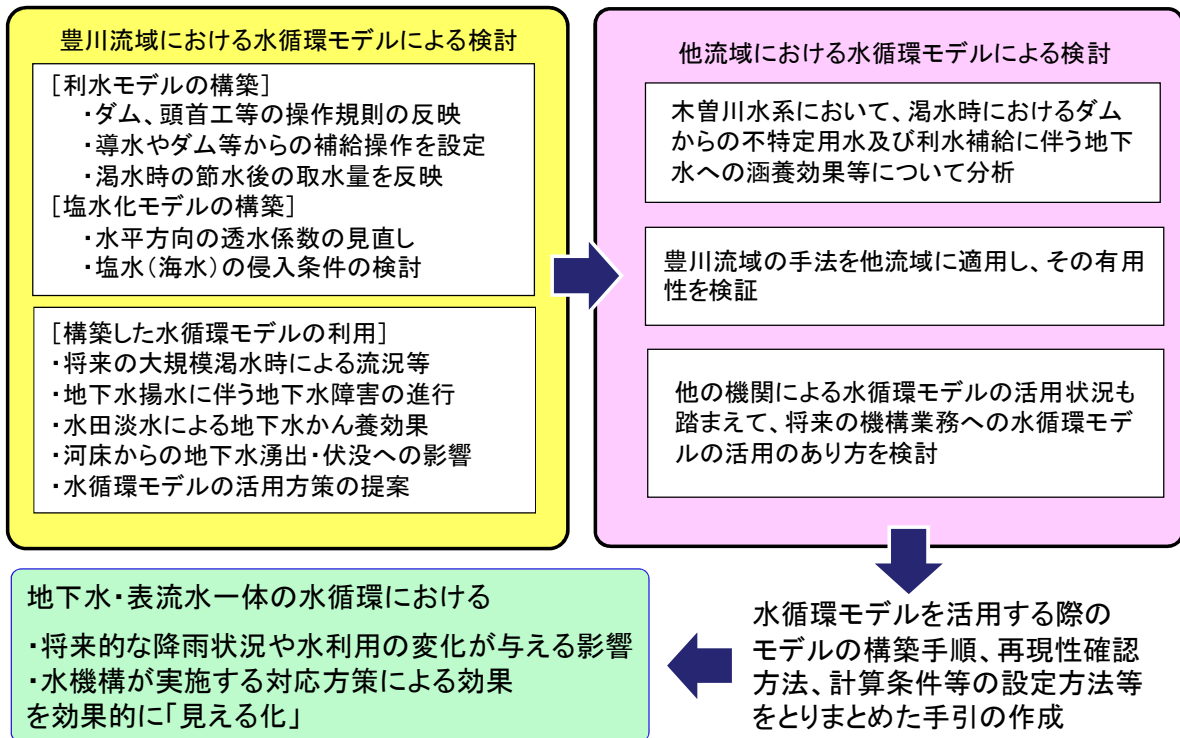 豊川流域における水循環モデルによる検討
[利水モデルの構築]
・ダム、頭首工等の操作規則の反映
・導水やダム等からの補給操作を設定
・渇水時の節水後の取水量を反映
[塩水化モデルの構築]
・水平方向の透水係数の見直し
・塩水(海水)の侵入条件の検討
[構築した水循環モデルの利用]
・将来の大規模渇水時による流況等
・地下水揚水に伴う地下水障害の進行
・水田淡水による地下水かん養効果
・河床からの地下水湧出・伏没への影響
・水循環モデルの活用方策の提案
他流域における水循環モデルによる検討
木曽川水系において、渇水時におけるダム
からの不特定用水及び利水補給に伴う地下
水への涵養効果等について分析
豊川流域の手法を他流域に適用し、その有用
性を検証
他の機関による水循環モデルの活用状況も
踏まえて、将来の機構業務への水循環モデ
ルの活用のあり方を検討
水循環モデルを活用する際の
モデルの構築手順、再現性確認
方法、計算条件等の設定方法等
をとりまとめた手引の作成
地下水・表流水一体の水循環における
・将来的な降雨状況や水利用の変化が与える影響
・水機構が実施する対応方策による効果
を効果的に「見える化」